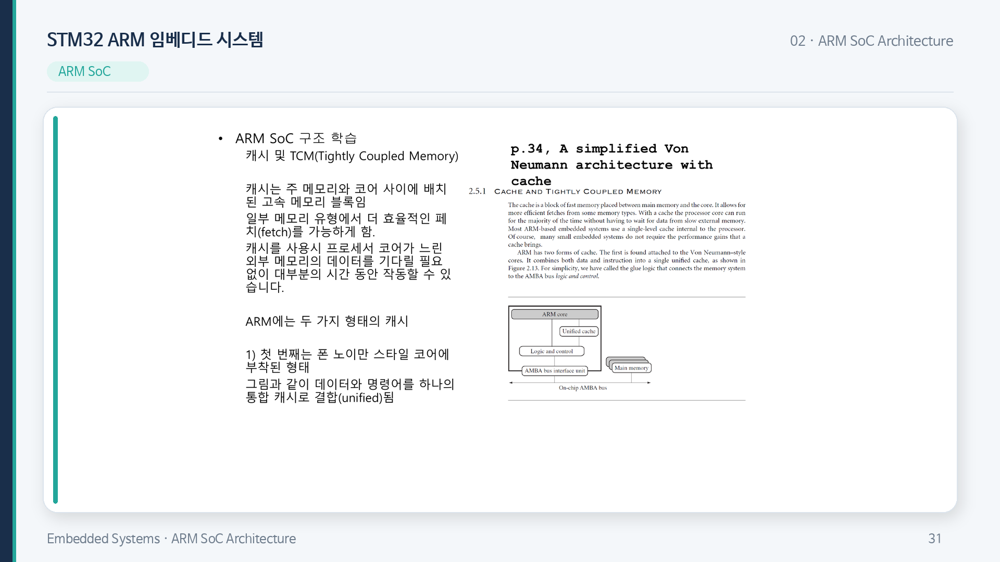 STM32 ARM 임베디드 시스템
02 · ARM SoC Architecture
ARM SoC
• ARM SoC 구조 학습
캐시 및 TCM(Tightly Coupled Memory)
캐시는 주 메모리와 코어 사이에 배치
된 고속 메모리 블록임
일부 메모리 유형에서 더 효율적인 페
치(fetch)를 가능하게 함.
캐시를 사용시 프로세서 코어가 느린
외부 메모리의 데이터를 기다릴 필요
없이 대부분의 시간 동안 작동할 수 있
습니다.
ARM에는 두 가지 형태의 캐시
1) 첫 번째는 폰 노이만 스타일 코어에
부착된 형태
그림과 같이 데이터와 명령어를 하나의
통합 캐시로 결합(unified)됨
p.34, A simplified Von
Neumann architecture with
cache
2.5.1 CACHE AND TIGHTLY COUPLED MEMORY
The cache is a block of fast memory placed between main memory and the core. It allows for
more efficient fetches from some memory types. With a cache the processor core can run
for the majority of the time without having to wait for data from slow external memory.
Most ARM-based embedded systems use a single-level cache internal to the processor.
Of course, many small embedded systems do not require the performance gains that a
cache brings.
ARM has two forms of cache. The first is found attached to the Von Neumann–style
cores. It combines both data and instruction into a single unified cache, as shown in
Figure 2.13. For simplicity, we have called the glue logic that connects the memory system
to the AMBA bus logic and control.
ARM core
Unified cache
Logic and control
AMBA bus interface unit
Main memory
On-chip AMBA bus
Embedded Systems · ARM SoC Architecture
31